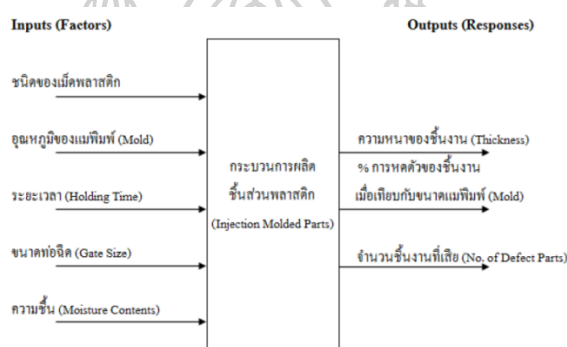 Inputs (Factors)
Outputs (Responses)
ชนิดของเม็ดพลาสติก
อุณหภูมิของแม่พิมพ์ (Mold)
ระยะเวลา (Holding Time)
ขนาดท่อฉีด (Gate Size)
ความชื้น (Moisture Contents)
กระบวนการผลิต
ชิ้นส่วนพลาสติก
(Injection Molded Parts)
ความหนาของชิ้นงาน (Thickness)
% การหดตัวของชิ้นงาน
เมื่อเทียบกับขนาดแม่พิมพ์ (Mold)
จำนวนชิ้นงานที่เสีย (No. of Defect Parts)